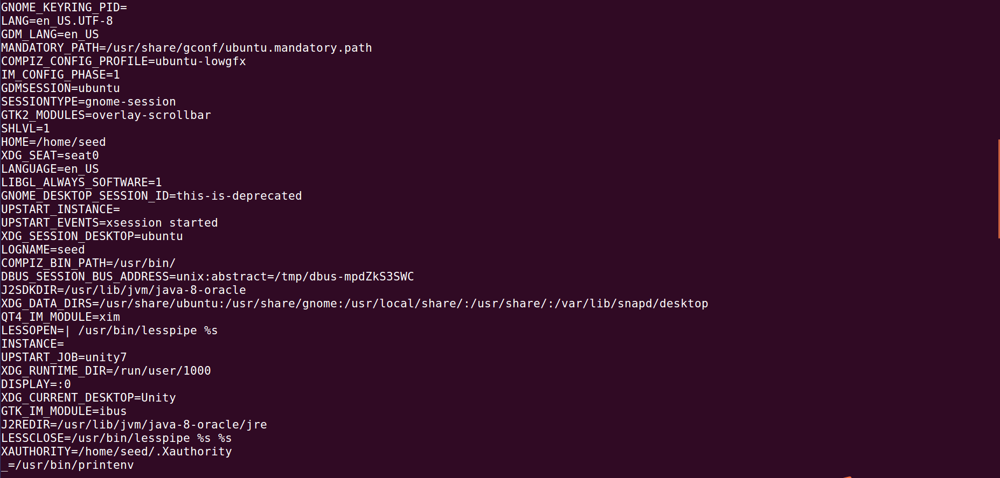 GNOME_KEYRING_PID=
LANG=en_US.UTF-8
GDM_LANG=en_US
MANDATORY_PATH=/usr/share/gconf/ubuntu.mandatory.path
COMPIZ_CONFIG_PROFILE=ubuntu-lowgfx
IM_CONFIG_PHASE=1
GDMSESSION=ubuntu
SESSIONTYPE=gnome-session
GTK2_MODULES=overlay-scrollbar
SHLVL=1
HOME=/home/seed
XDG_SEAT=seat0
LANGUAGE=en_US
LIBGL_ALWAYS_SOFTWARE=1
GNOME_DESKTOP_SESSION_ID=this-is-deprecated
UPSTART_INSTANCE=
UPSTART_EVENTS=xsession started
XDG_SESSION_DESKTOP=ubuntu
LOGNAME=seed
COMPIZ_BIN_PATH=/usr/bin/
DBUS_SESSION_BUS_ADDRESS=unix:abstract=/tmp/dbus-mpdZkS3SWC
J2SDKDIR=/usr/lib/jvm/java-8-oracle
XDG_DATA_DIRS=/usr/share/ubuntu:/usr/share/gnome:/usr/local/share/:/usr/share/:/var/lib/snapd/desktop
QT4_IM_MODULE=xim
LESSOPEN=| /usr/bin/lesspipe %s
INSTANCE=
UPSTART_JOB=unity7
XDG_RUNTIME_DIR=/run/user/1000
DISPLAY=:0
XDG_CURRENT_DESKTOP=Unity
GTK_IM_MODULE=ibus
J2REDIR=/usr/lib/jvm/java-8-oracle/jre
LESSCLOSE=/usr/bin/lesspipe %s %s
XAUTHORITY=/home/seed/.Xauthority
_=/usr/bin/printenv